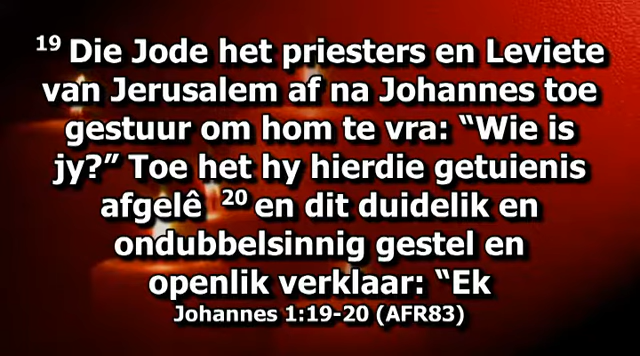 19 Die Jode het priesters en Leviete
van Jerusalem af na Johannes toe
gestuur om hom te vra: “Wie is
jy?” Toe het hy hierdie getuienis
afgelê 20 en dit duidelik en
ondubbelsinnig gestel en
openlik verklaar: “Ek
Johannes 1:19-20 (AFR83)